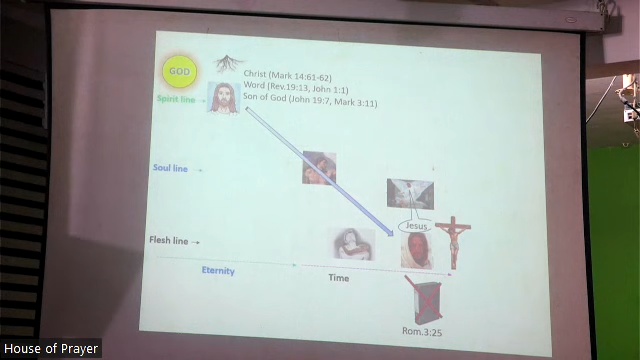 GOD
Christ (Mark 14:61-62)
Word (Rev.19:13, John 1:1)
Son of God (John 19:7, Mark 3:11)
Spirit line
Soul line
Jesus
Flesh line
Eternity
Time
Rom.3:25
House of Prayer